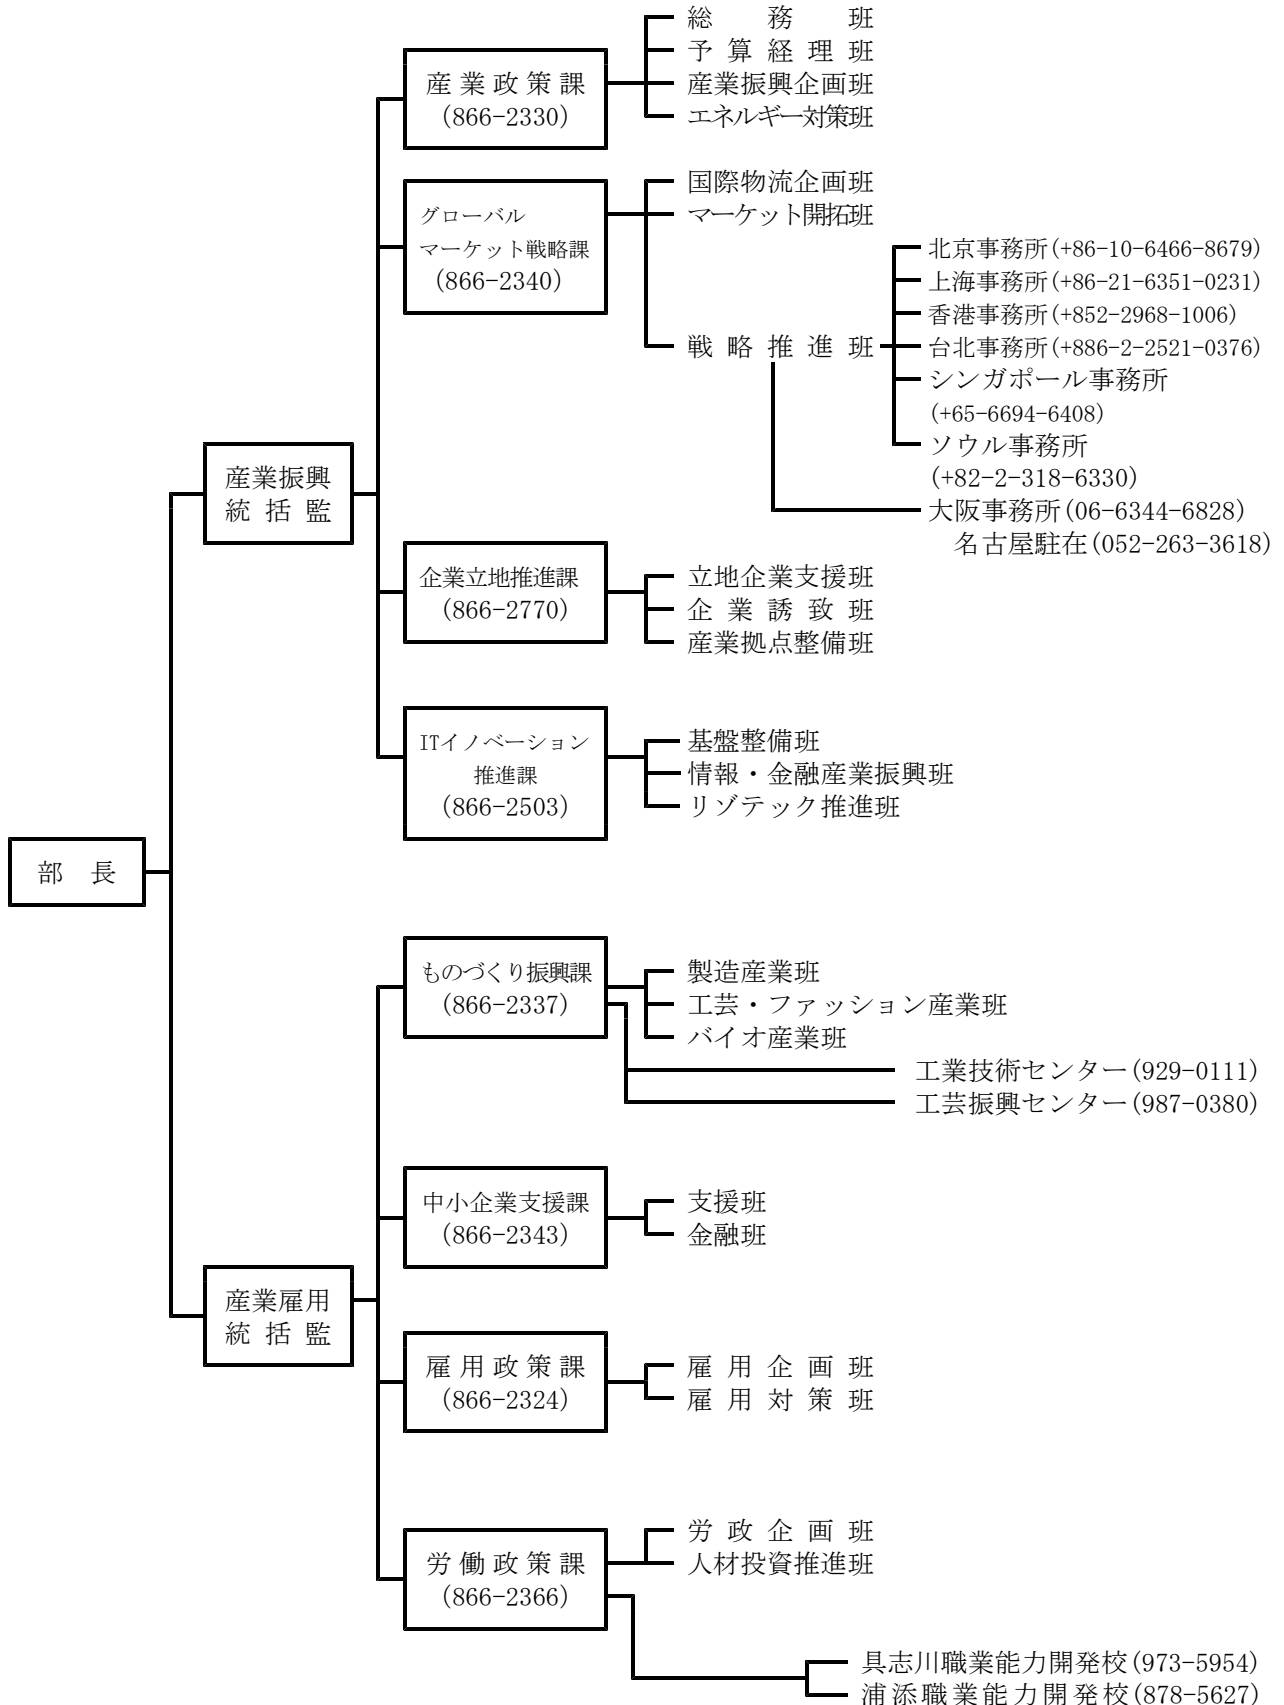 部 長
産業振興
統 括 監
産 業 政 策 課
(866-2330)
総 務 班
予 算 経 理 班
産業振興企画班
エネルギー対策班
グローバル
マーケット戦略課
(866-2340)
国際物流企画班
マーケット開拓班
戦 略 推 進 班
北京事務所(+86-10-6466-8679)
上海事務所(+86-21-6351-0231)
香港事務所(+852-2968-1006)
台北事務所(+886-2-2521-0376)
シンガポール事務所
(+65-6694-6408)
ソウル事務所
(+82-2-318-6330)
大阪事務所(06-6344-6828)
名古屋駐在(052-263-3618)
企業立地推進課
(866-2770)
立地企業支援班
企 業 誘 致 班
産業拠点整備班
ITイノベーション
推進課
(866-2503)
基盤整備班
情報・金融産業振興班
リゾテック推進班
産業雇用
統 括 監
ものづくり振興課
(866-2337)
製造産業班
工芸・ファッション産業班
バイオ産業班
工業技術センター(929-0111)
工芸振興センター(987-0380)
中小企業支援課
(866-2343)
支援班
金融班
雇 用 政 策 課
(866-2324)
雇 用 企 画 班
雇 用 対 策 班
労 働 政 策 課
(866-2366)
労 政 企 画 班
人材投資推進班
具志川職業能力開発校(973-5954)
浦添職業能力開発校(878-5627)